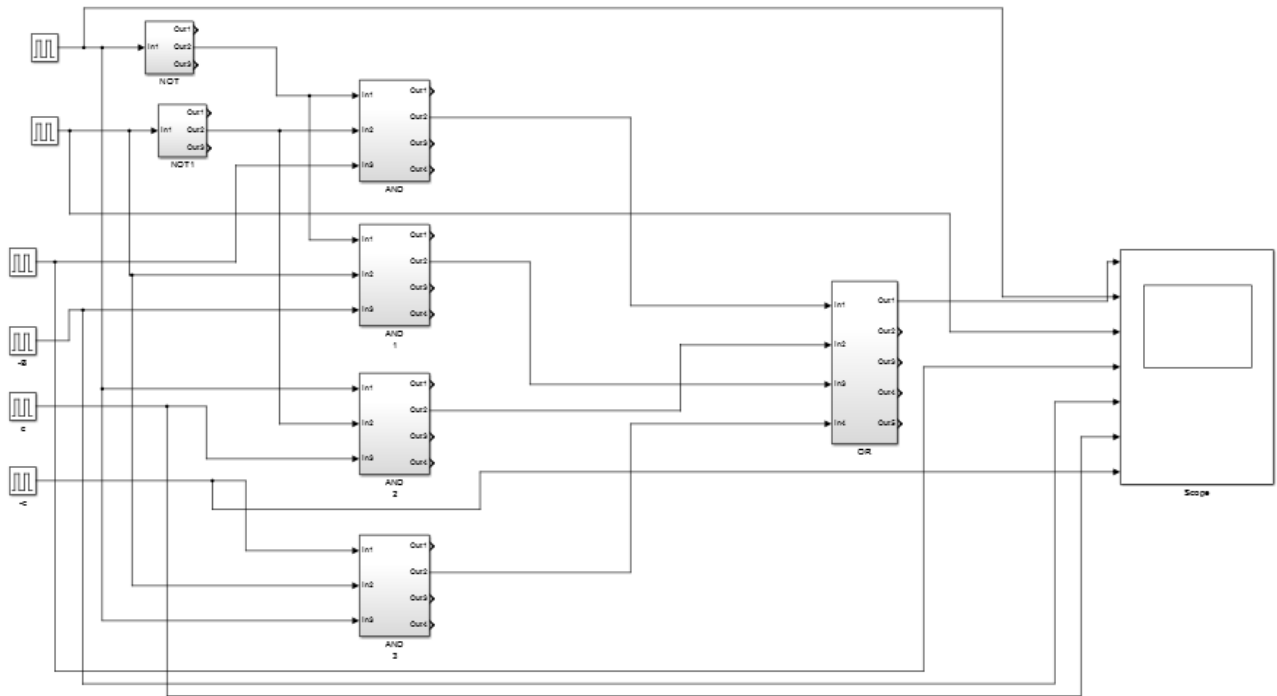 In1
Out1
Out2
Out3
NOT
In1
Out1
Out2
Out3
NOT1
In1
In2
In3
Out1
Out2
Out3
Out4
AND
In1
In2
In3
Out1
Out2
Out3
Out4
AND
1
-B
c
-c
In1
In2
In3
Out1
Out2
Out3
Out4
AND
2
In1
In2
In3
Out1
Out2
Out3
Out4
AND
3
In1
In2
In3
In4
Out1
Out2
Out3
Out4
Out5
OR
Scope